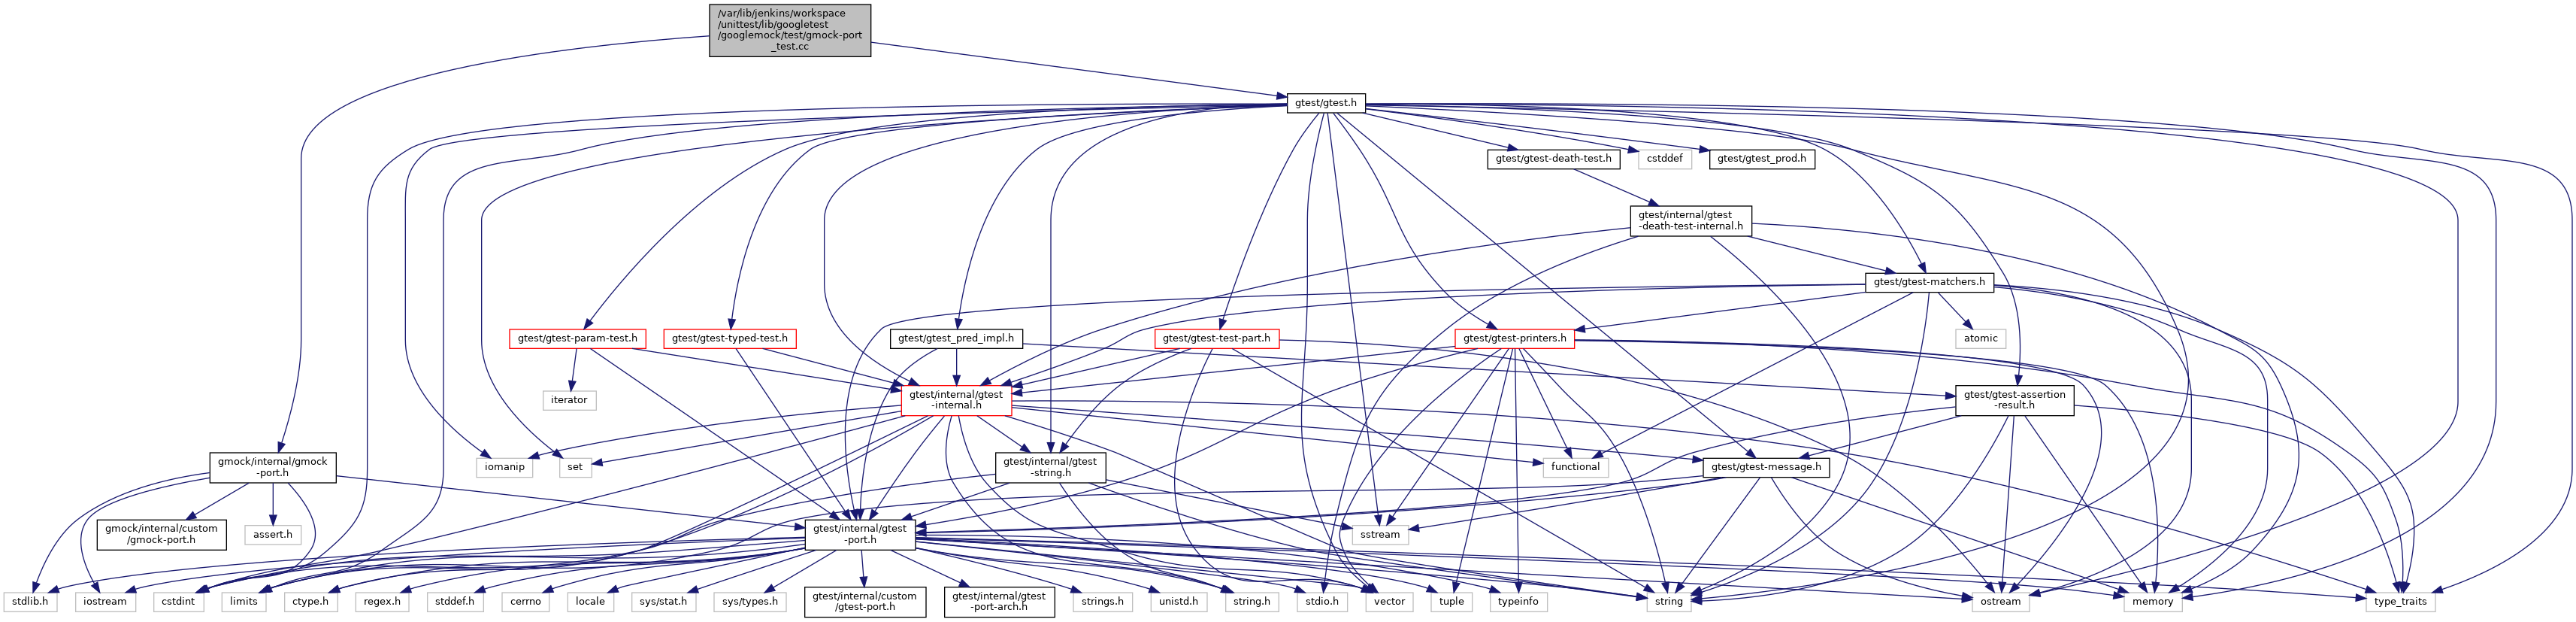 /var/lib/jenkins/workspace
/unittest/lib/googletest
/googlemock/test/gmock-port
_test.cc
gtest/gtest.h
gtest/gtest-death-test.h
cstddef
gtest/gtest_prod.h
gtest/internal/gtest
-death-test-internal.h
gtest/gtest-matchers.h
gtest/gtest-param-test.h
gtest/gtest-typed-test.h
gtest/gtest_pred_impl.h
gtest/gtest-test-part.h
gtest/gtest-printers.h
atomic
iterator
gtest/internal/gtest
-internal.h
gtest/gtest-assertion
-result.h
gmock/internal/gmock
-port.h
iomanip
set
gtest/internal/gtest
-string.h
functional
gtest/gtest-message.h
gmock/internal/custom
/gmock-port.h
assert.h
gtest/internal/gtest
-port.h
sstream
stdlib.h
iostream
cstdint
limits
ctype.h
regex.h
stddef.h
cerrno
locale
sys/stat.h
sys/types.h
gtest/internal/custom
/gtest-port.h
gtest/internal/gtest
-port-arch.h
strings.h
unistd.h
string.h
stdio.h
vector
tuple
typeinfo
string
ostream
memory
type_traits